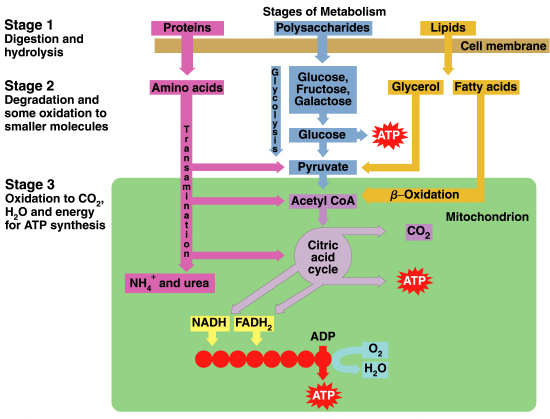 Stages of Metabolism
Stage 1
Digestion and
hydrolysis
Proteins
Polysaccharides
Lipids
Cell membrane
Stage 2
Degradation and
some oxidation to
smaller molecules
Amino acids
Glycolysis
Glucose,
Fructose,
Galactose
Glycerol
Fatty acids
Transamination
Glucose
ATP
Pyruvate
Stage 3
Oxidation to CO₂,
H₂O and energy
for ATP synthesis
Acetyl CoA
β–Oxidation
Mitochondrion
Citric
acid
cycle
CO₂
NH₄⁺ and urea
ATP
NADH
FADH₂
ADP
O₂
H₂O
ATP